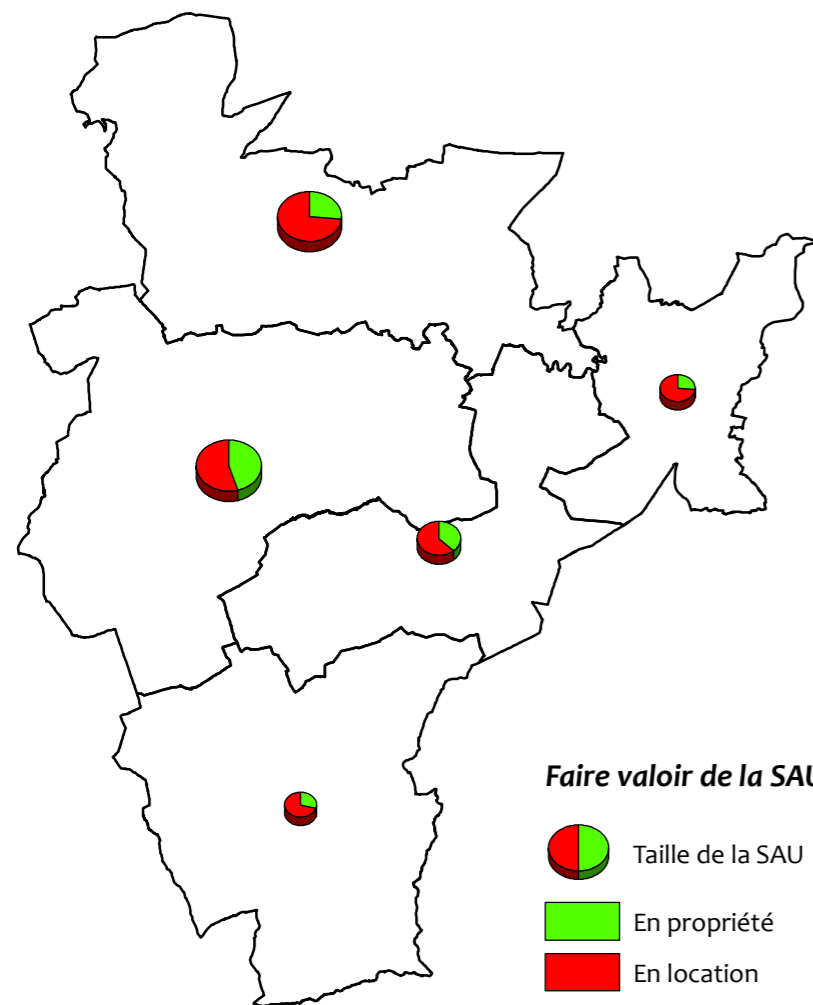 Faire valoir de la SAU
Taille de la SAU
En propriété
En location